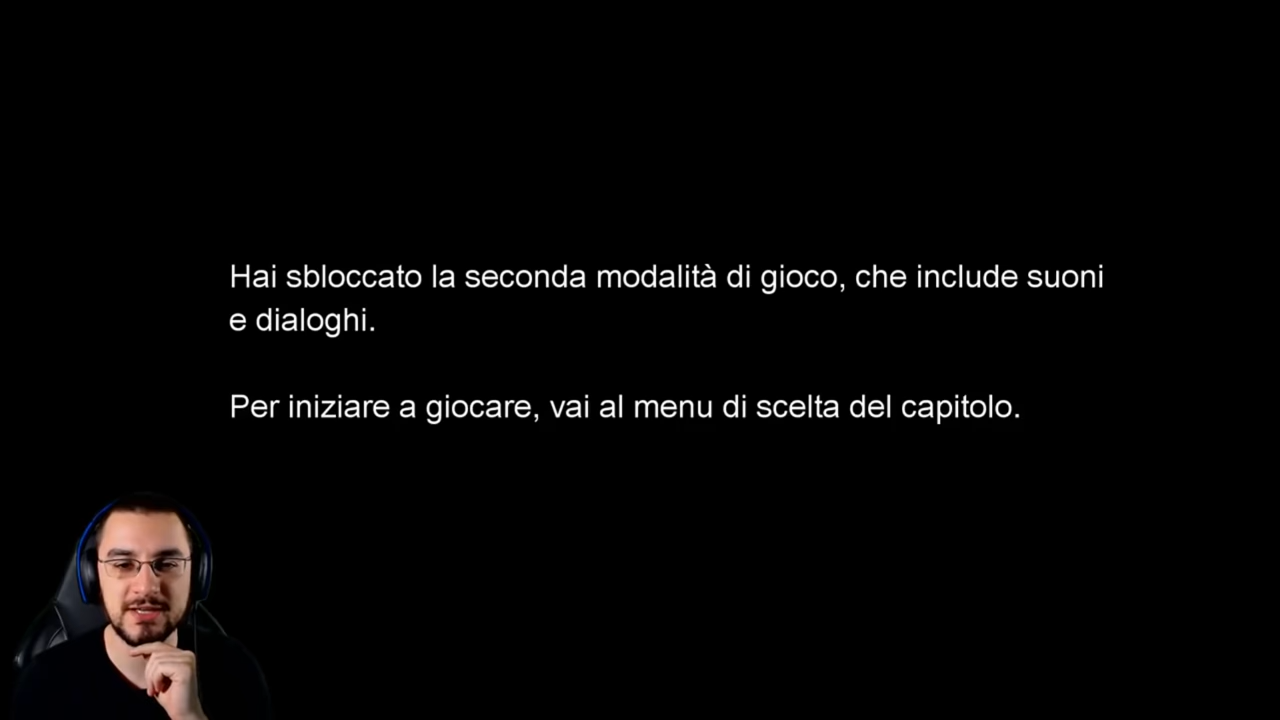 Hai sbloccato la seconda modalità di gioco, che include suoni
e dialoghi.
Per iniziare a giocare, vai al menu di scelta del capitolo.